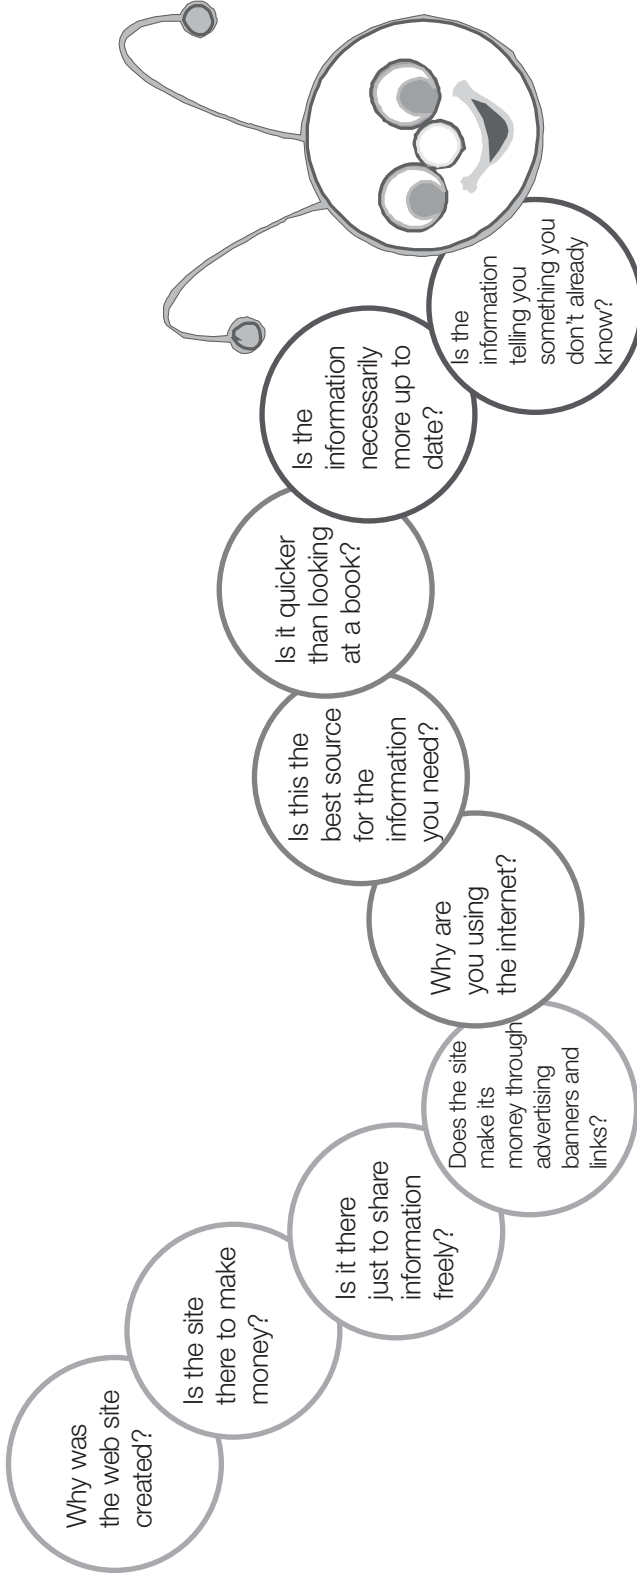 Why was
the web site
created?
Is the site
there to make
money?
Is it there
just to share
information
freely?
Does the site
make its
money through
advertising
banners and
links?
Why are
you using
the internet?
Is this the
best source
for the
information
you need?
Is it quicker
than looking
at a book?
Is the
information
necessarily
more up to
date?
Is the
information
telling you
something you
don't already
know?